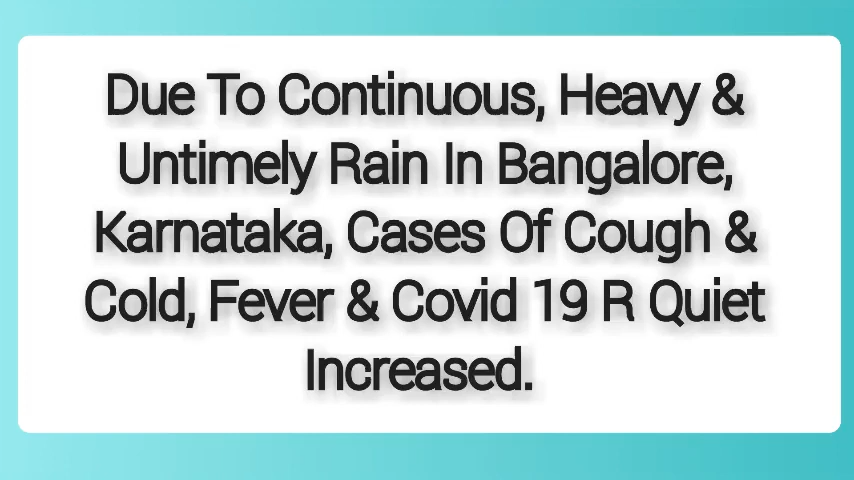 Due To Continuous, Heavy &
Untimely Rain In Bangalore,
Karnataka, Cases Of Cough &
Cold, Fever & Covid 19 R Quiet
Increased.